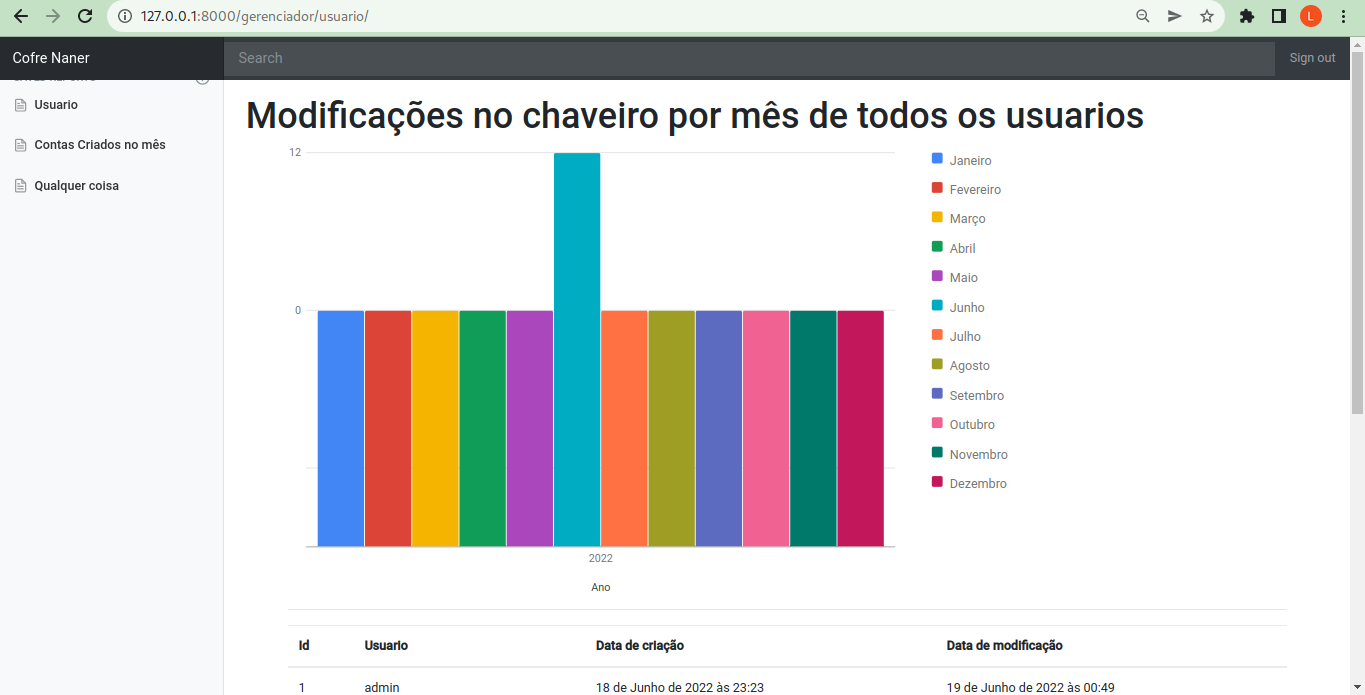 127.0.0.1:8000/gerenciador/usuario/
L
Cofre Naner
Search
Sign out
Usuario
Contas Criados no mês
Qualquer coisa
Modificações no chaveiro por mês de todos os usuarios
12
0
2022
Ano
Janeiro
Fevereiro
Março
Abril
Maio
Junho
Julho
Agosto
Setembro
Outubro
Novembro
Dezembro
Id Usuario Data de criação Data de modificação
1 admin 18 de Junho de 2022 às 23:23 19 de Junho de 2022 às 00:49